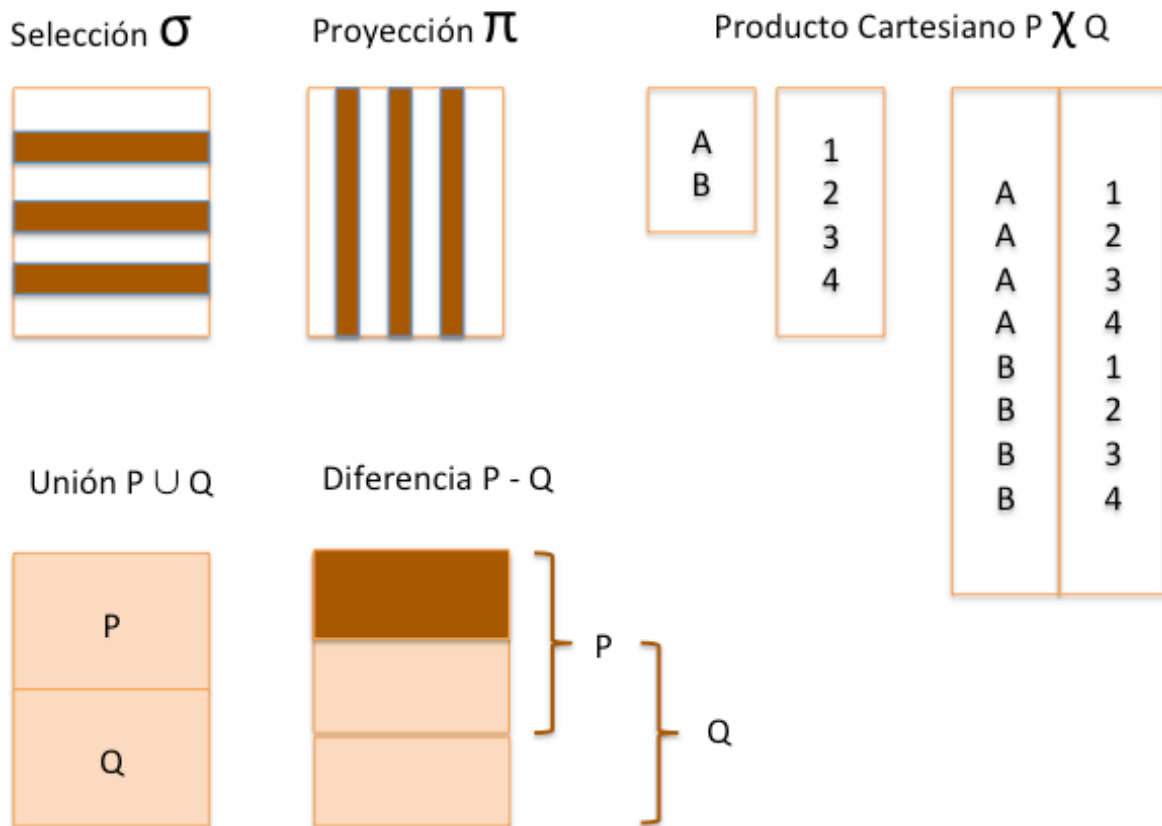 Selección σ
Proyección π
Producto Cartesiano P χ Q
A
B
1
2
3
4
A 1
A 2
A 3
A 4
B 1
B 2
B 3
B 4
Unión P ∪ Q
P
Q
Diferencia P - Q
P
Q